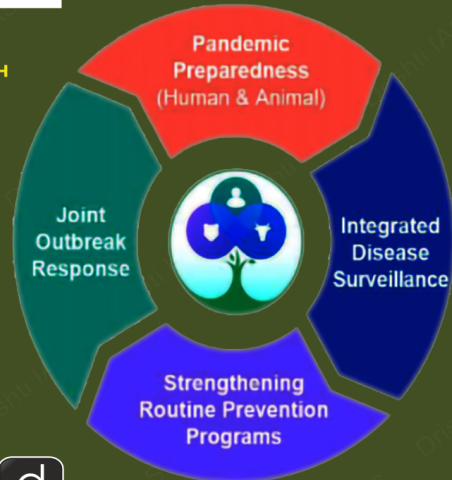 H
Pandemic
Preparedness
(Human & Animal)
Joint
Outbreak
Response
Integrated
Disease
Surveillance
Strengthening
Routine Prevention
Programs
d